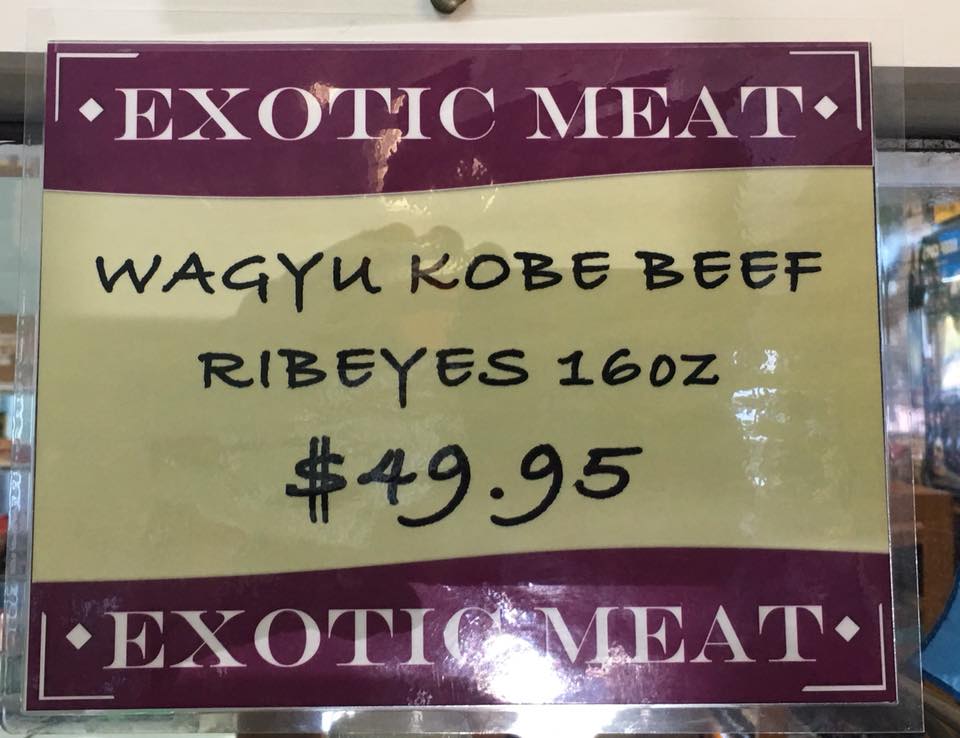 EXOTIC MEAT
WAGYU KOBE BEEF
RIBEYES 16OZ
$49.95
EXOTIC MEAT